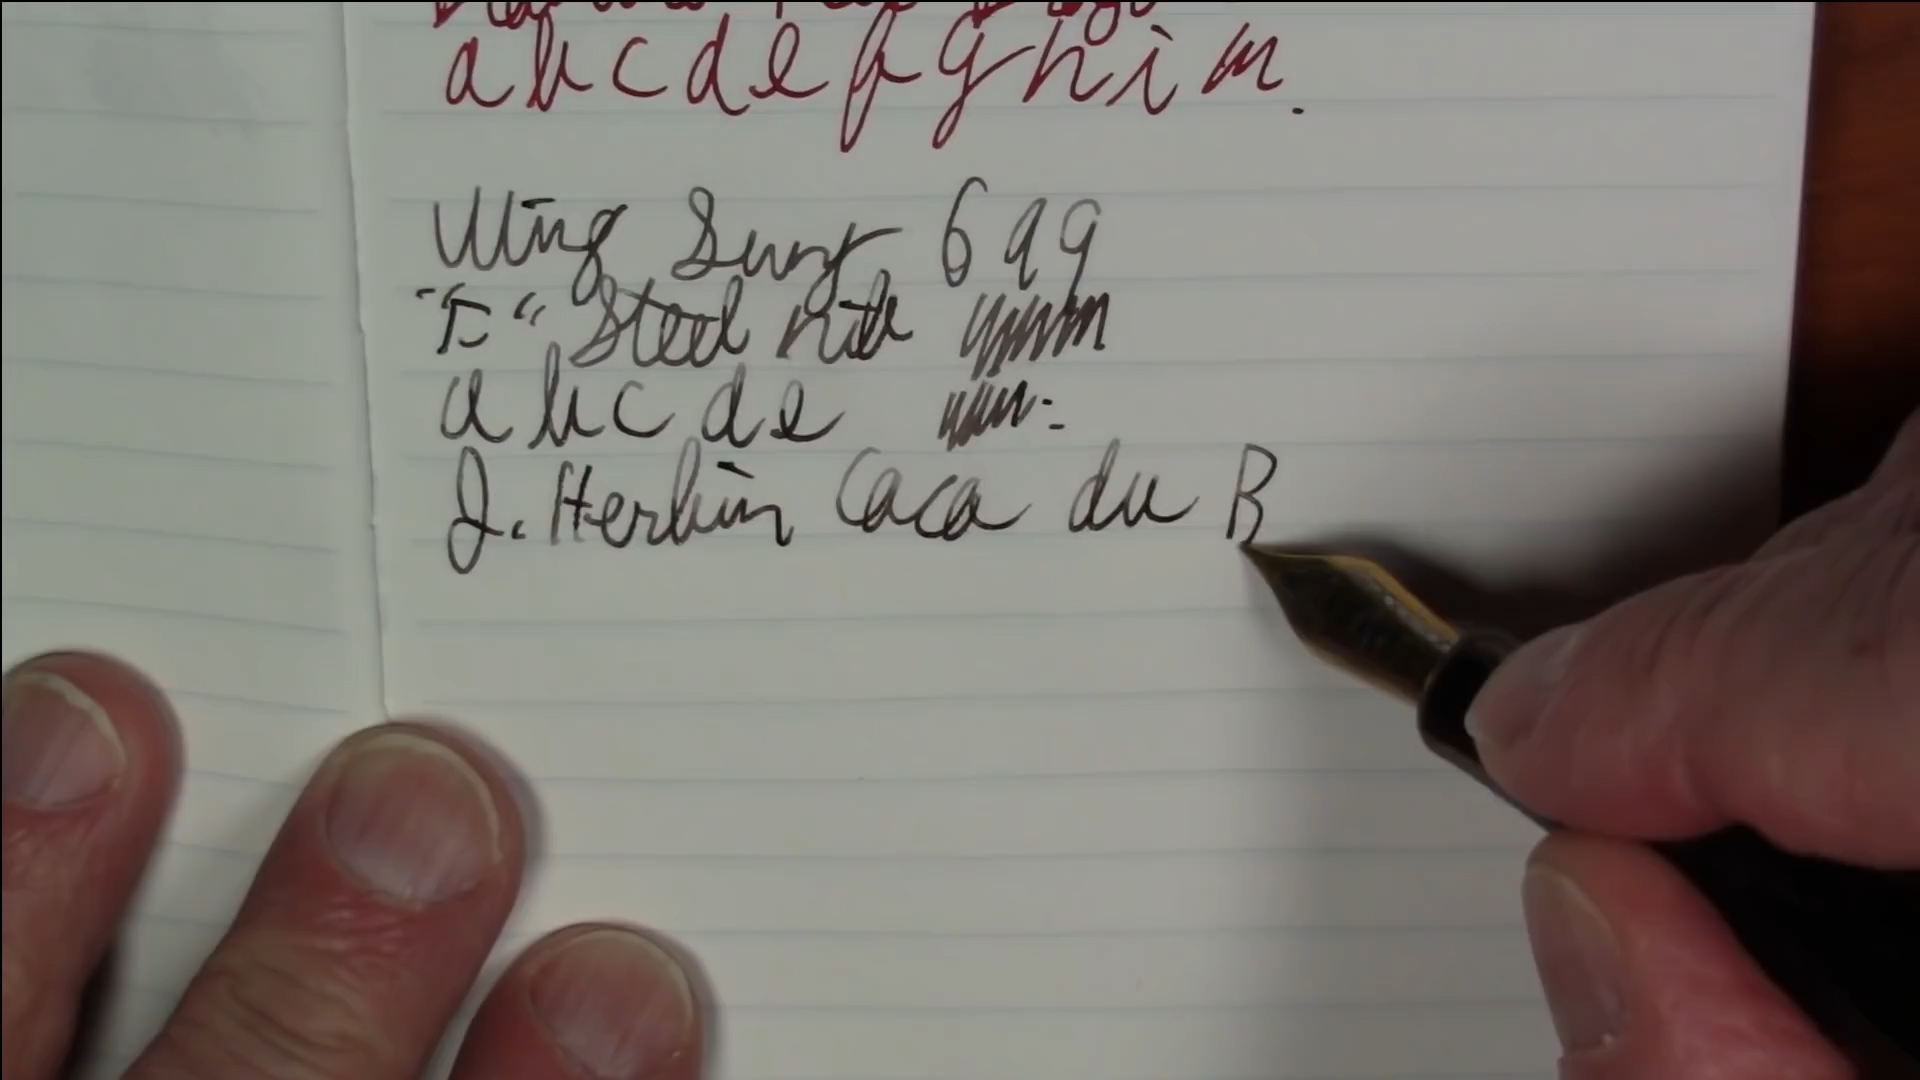 a b c d e f g h i m.
Wing Sung 699
"F" Steel nib
a b c d e
J. Herbin Caca du B